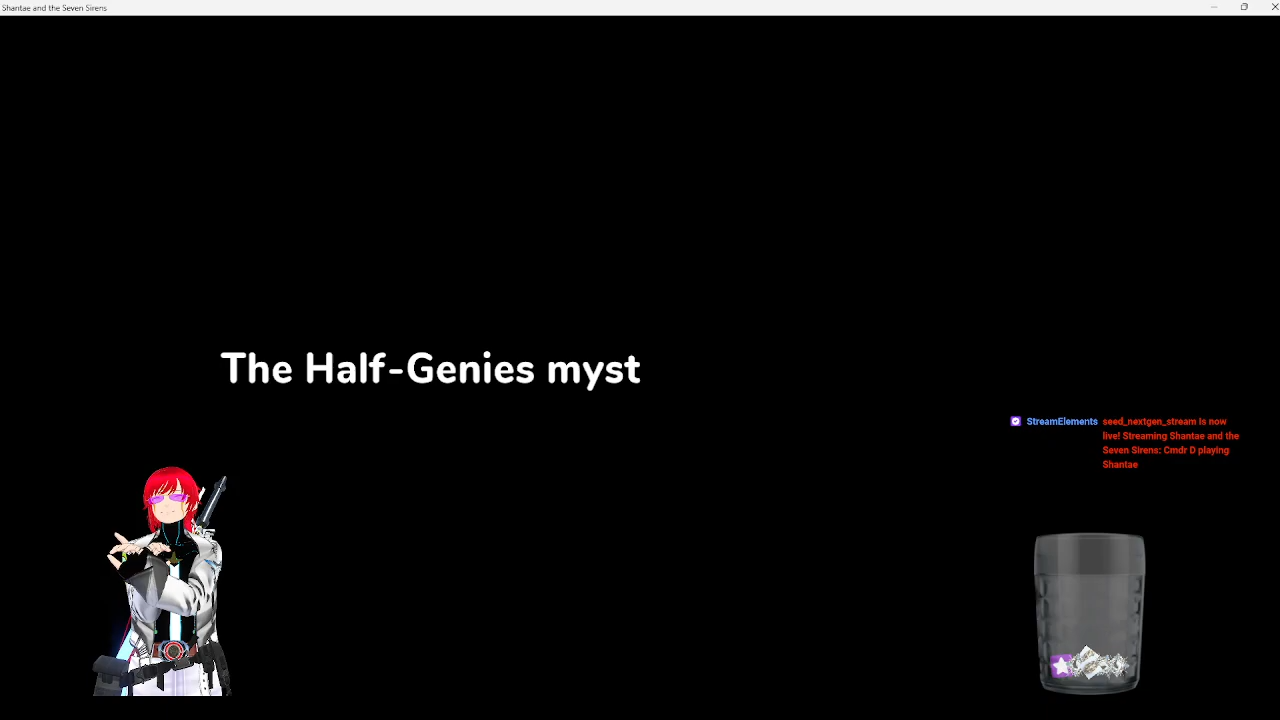 Shantae and the Seven Sirens
The Half-Genies myst
StreamElements seed_nextgen_stream is now
live! Streaming Shantae and the
Seven Sirens: Cmdr D playing
Shantae